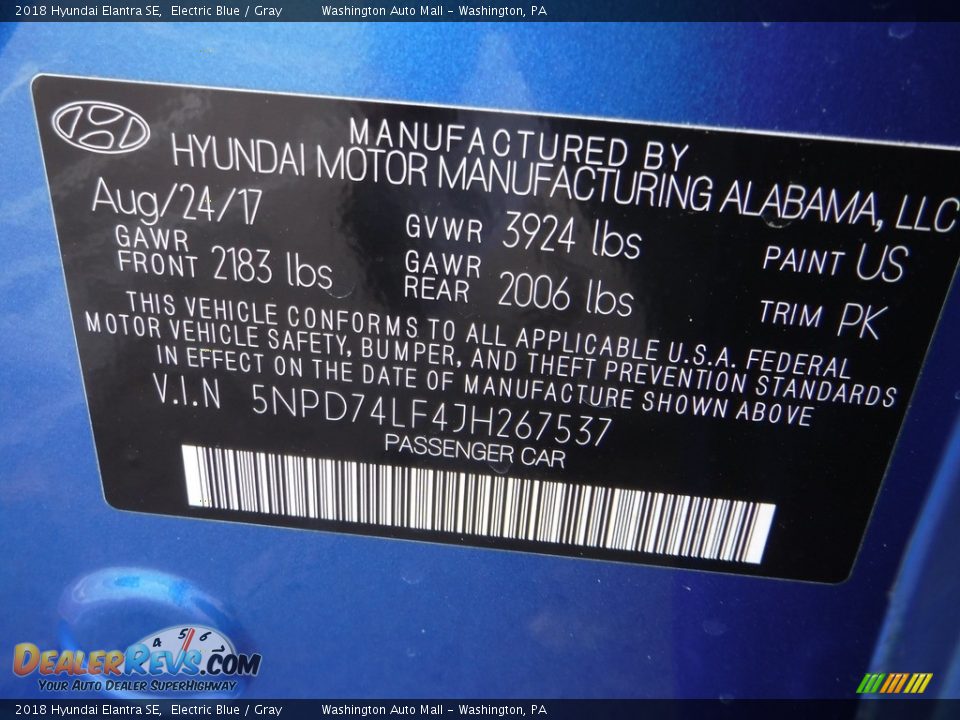 2018 Hyundai Elantra SE, Electric Blue / Gray Washington Auto Mall - Washington, PA
MANUFACTURED BY
HYUNDAI MOTOR MANUFACTURING ALABAMA, LLC
Aug/24/17
GVWR 3924 lbs
GAWR FRONT 2183 lbs
GAWR REAR 2006 lbs
PAINT US
TRIM PK
THIS VEHICLE CONFORMS TO ALL APPLICABLE U.S.A. FEDERAL
MOTOR VEHICLE SAFETY, BUMPER, AND THEFT PREVENTION STANDARDS
IN EFFECT ON THE DATE OF MANUFACTURE SHOWN ABOVE
V.I.N 5NPD74LF4JH267537
PASSENGER CAR
4 5 6 7
DEALERREVS.COM
YOUR AUTO DEALER SUPERHIGHWAY
2018 Hyundai Elantra SE, Electric Blue / Gray Washington Auto Mall - Washington, PA